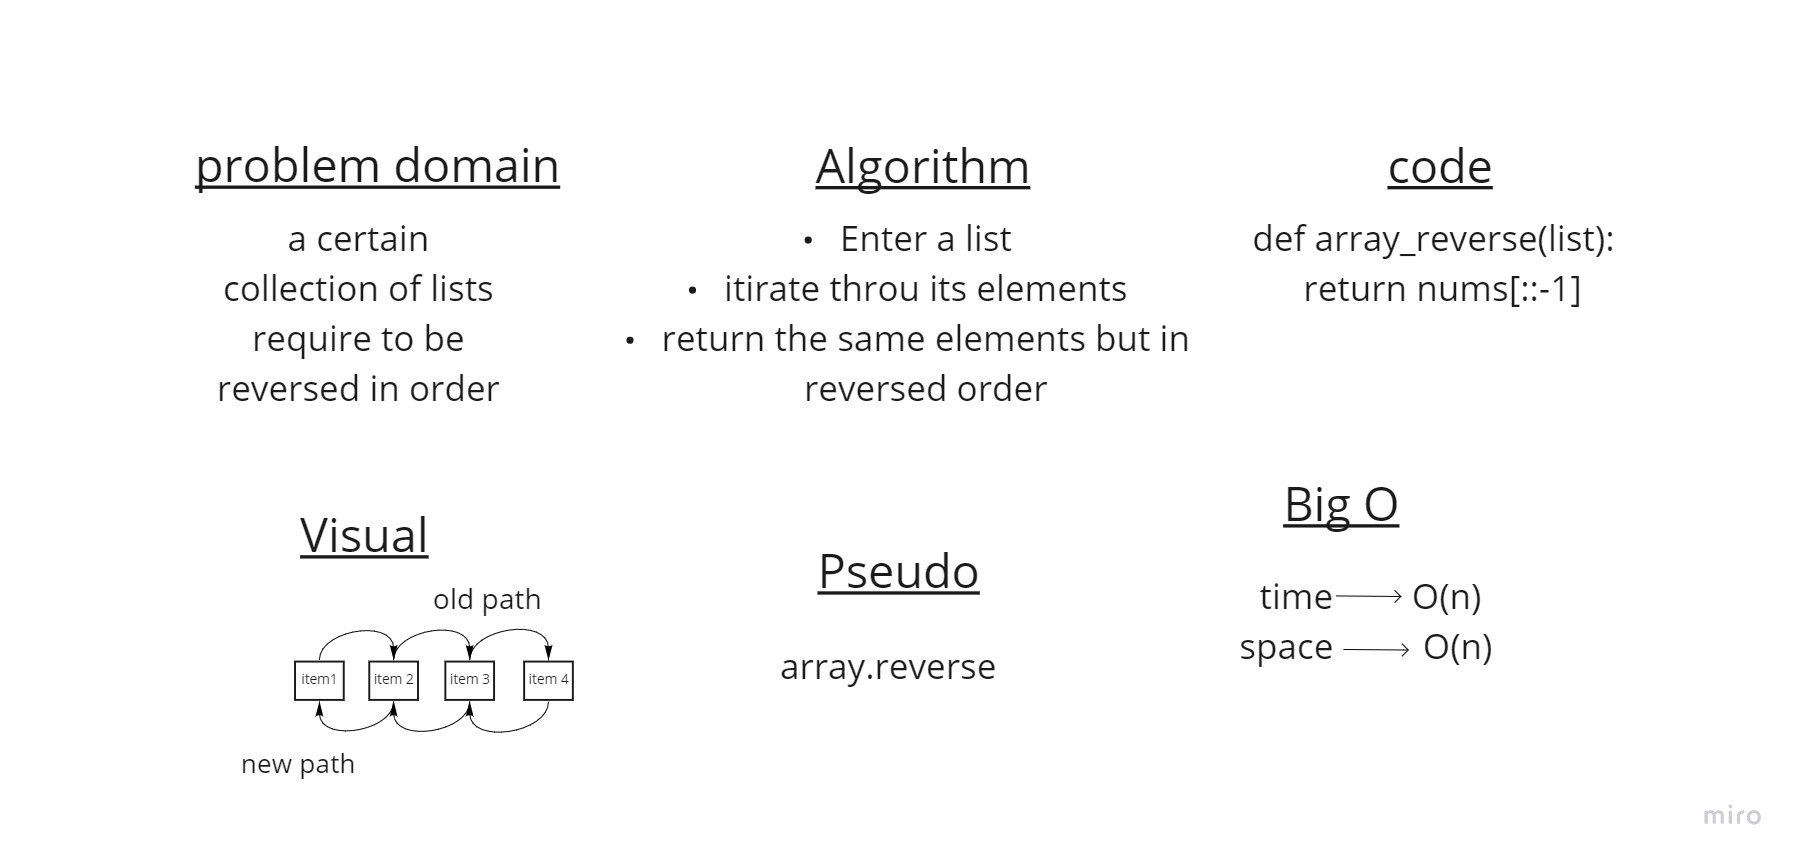 problem domain
a certain
collection of lists
require to be
reversed in order
Algorithm
• Enter a list
• itirate throu its elements
• return the same elements but in
reversed order
code
def array_reverse(list):
return nums[::-1]
Visual
old path
item1 item 2 item 3 item 4
new path
Pseudo
array.reverse
Big O
time → O(n)
space → O(n)
miro